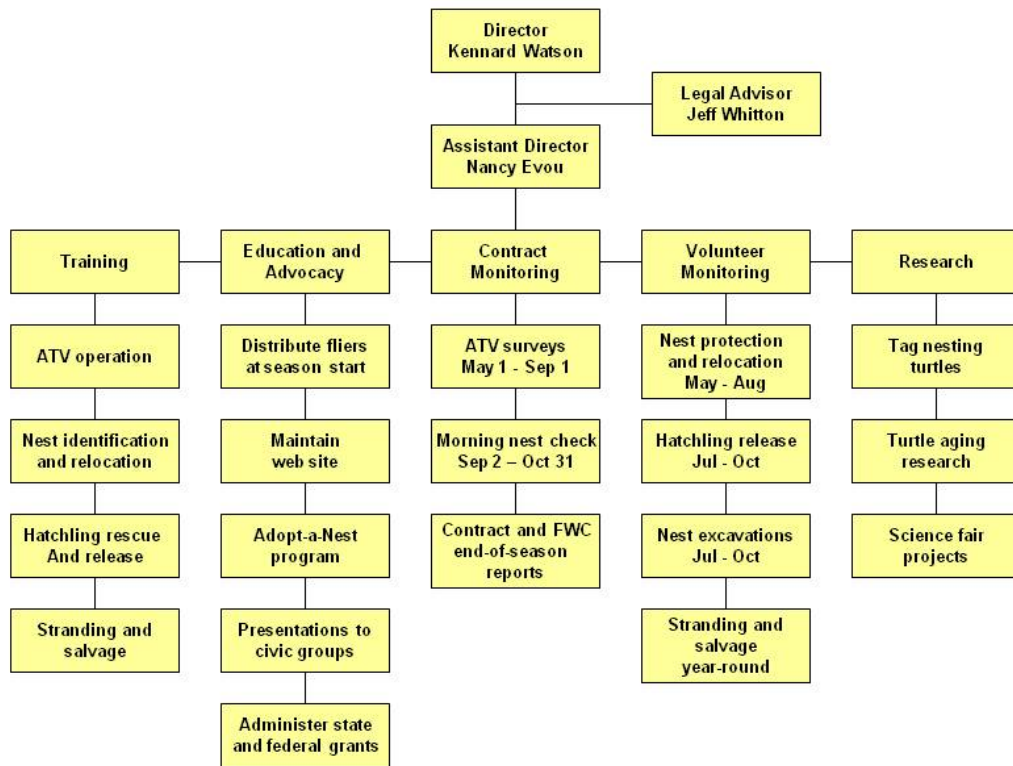 Director
Kennard Watson
Legal Advisor
Jeff Whitton
Assistant Director
Nancy Evou
Training
Education and
Advocacy
Contract
Monitoring
Volunteer
Monitoring
Research
ATV operation
Nest identification
and relocation
Hatchling rescue
And release
Stranding and
salvage
Distribute fliers
at season start
Maintain
web site
Adopt-a-Nest
program
Presentations to
civic groups
Administer state
and federal grants
ATV surveys
May 1 - Sep 1
Morning nest check
Sep 2 – Oct 31
Contract and FWC
end-of-season
reports
Nest protection
and relocation
May - Aug
Hatchling release
Jul - Oct
Nest excavations
Jul - Oct
Stranding and
salvage
year-round
Tag nesting
turtles
Turtle aging
research
Science fair
projects